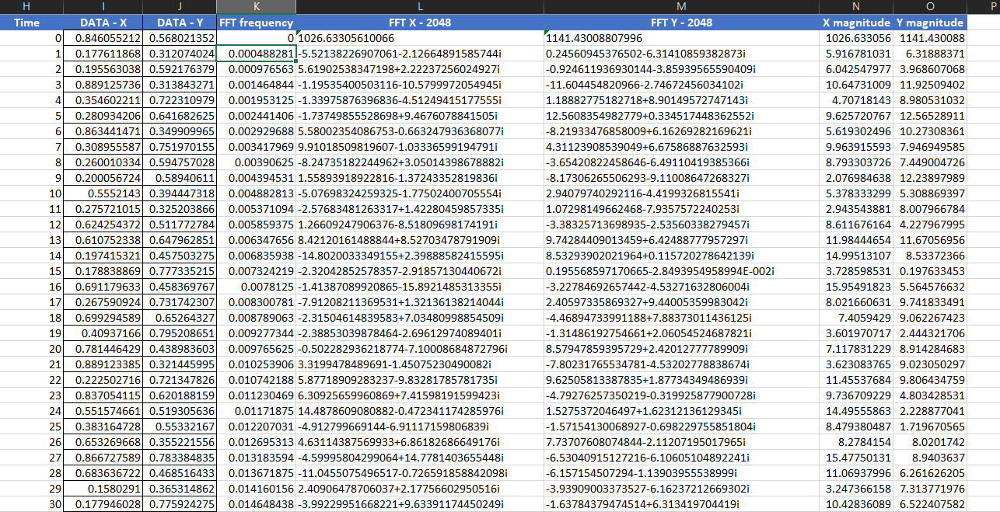 H I J K L M N O P
Time DATA - X DATA - Y FFT frequency FFT X - 2048 FFT Y - 2048 X magnitude Y magnitude
0 0.846055212 0.568021352 0 1026.63305610066 1141.43008807996 1026.633056 1141.430088
1 0.177611868 0.312074024 0.000488281 -5.52138226907061-2.12664891585744i 0.24560945376502-6.31410859382873i 5.916781031 6.31888371
2 0.195563038 0.592176379 0.000976563 5.61902538347198+2.22237256024927i -0.924611936930144-3.85939565590409i 6.042547977 3.968607068
3 0.889125736 0.313843271 0.001464844 -1.19535400503116-10.5799972054945i -11.604454820966-2.74672456034102i 10.64731009 11.92509402
4 0.354602211 0.722310979 0.001953125 -1.33975876396836-4.51249415177555i 1.18882775182718+8.90149572747143i 4.70718143 8.980531032
5 0.280934206 0.641682625 0.002441406 -1.73749855528698+9.4676078841505i 12.5608354982779+0.334517448362552i 9.625720767 12.56528911
6 0.863441471 0.349909965 0.002929688 5.58002354086753-0.663247936368077i -8.21933476858009+6.16269282169621i 5.619302496 10.27308361
7 0.308955587 0.751970155 0.003417969 9.91018509819607-1.03336599194791i 4.31123908539049+6.67586887632593i 9.963915593 7.946949585
8 0.260010334 0.594757028 0.00390625 -8.24735182244962+3.05014398678882i -3.65420822458646-6.49110419385366i 8.793303726 7.449004726
9 0.200056724 0.58940611 0.004394531 1.55893918922816-1.37243352819836i -8.17306265506293-9.11008647268327i 2.076984638 12.23897989
10 0.5552143 0.394447318 0.004882813 -5.07698324259325-1.77502400705554i 2.94079740292116-4.4199326815541i 5.378333299 5.308869397
11 0.275721015 0.325203866 0.005371094 -2.57683481263317+1.42280459857335i 1.07298149662468-7.9357572240253i 2.943543881 8.007966784
12 0.624254372 0.511772784 0.005859375 1.26609247906376-8.51809698174191i -3.38325713698935-2.53560338279457i 8.611676164 4.227967995
13 0.610752338 0.647962851 0.006347656 8.42120161488844+8.527034787919​09i 9.74284409013459+6.42488777957297i 11.98444654 11.67056956
14 0.197415321 0.457503275 0.006835938 -14.8020033349155+2.39888582415595i 8.53293902021964+0.115720278642139i 14.99513107 8.53372366
15 0.178838869 0.777335215 0.007324219 -2.32042852578357-2.91857130440672i 0.195568597170665-2.8493954958994E-002i 3.728598531 0.197633453
16 0.691179633 0.458369767 0.0078125 -1.41387089920865-15.8921485313355i -3.22784692657442-4.53271632806004i 15.95491823 5.564576632
17 0.267590924 0.731742307 0.008300781 -7.91208211369531+1.32136138214044i 2.40597335869327+9.44005359983042i 8.021660631 9.741833491
18 0.699294589 0.65264327 0.008789063 -2.31504614839583+7.03480998854509i -4.46894733991188+7.88373011436125i 7.4059429 9.062267423
19 0.40937166 0.795208651 0.009277344 -2.38853039878464-2.69612974089401i -1.31486192754661+2.06054524687821i 3.601970717 2.444321706
20 0.781446429 0.438983603 0.009765625 -0.502282936218774-7.10008684872796i 8.57947859395729+2.42012777789909i 7.117831229 8.914284683
21 0.889123385 0.321445995 0.010253906 3.3199478489691-1.45075230490082i -7.80231765534781-4.53202778838674i 3.623083765 9.023050297
22 0.222502716 0.721347826 0.010742188 5.87718909283237-9.83281785781735i 9.62505813387835+1.87734349486939i 11.45537684 9.806434759
23 0.837054115 0.620188159 0.011230469 6.30925659960869+7.41598191599423i -4.79276257350219-0.319925877900728i 9.736709229 4.803428531
24 0.551574661 0.519305636 0.01171875 14.4878609080882-0.472341174285976i 1.5275372046497+1.62312136129345i 14.49555863 2.228877041
25 0.383164728 0.55332167 0.012207031 -4.912799669144-6.91117159806839i -1.57154130068927-0.698229755851804i 8.479380487 1.719670565
26 0.653269668 0.355221556 0.012695313 4.63114387569933+6.86182686649176i 7.73707608074844-2.11207195017965i 8.2784154 8.0201742
27 0.866727589 0.783384835 0.013183594 -4.59995804299064+14.7781403655448i -6.53040915127216-6.10605104892241i 15.47750131 8.9403637
28 0.683636722 0.468516433 0.013671875 -11.0455075496517-0.726591858842098i -6.157154507294-1.13903955538999i 11.06937996 6.261626205
29 0.1580291 0.365314862 0.014160156 2.40906478706037+2.17756602950516i -3.93909003373527-6.16237212669302i 3.247366158 7.313771976
30 0.177946028 0.775924275 0.014648438 -3.99229951668221+9.63391174450249i -1.63784379474514+6.313419704419i 10.42836089 6.522407582